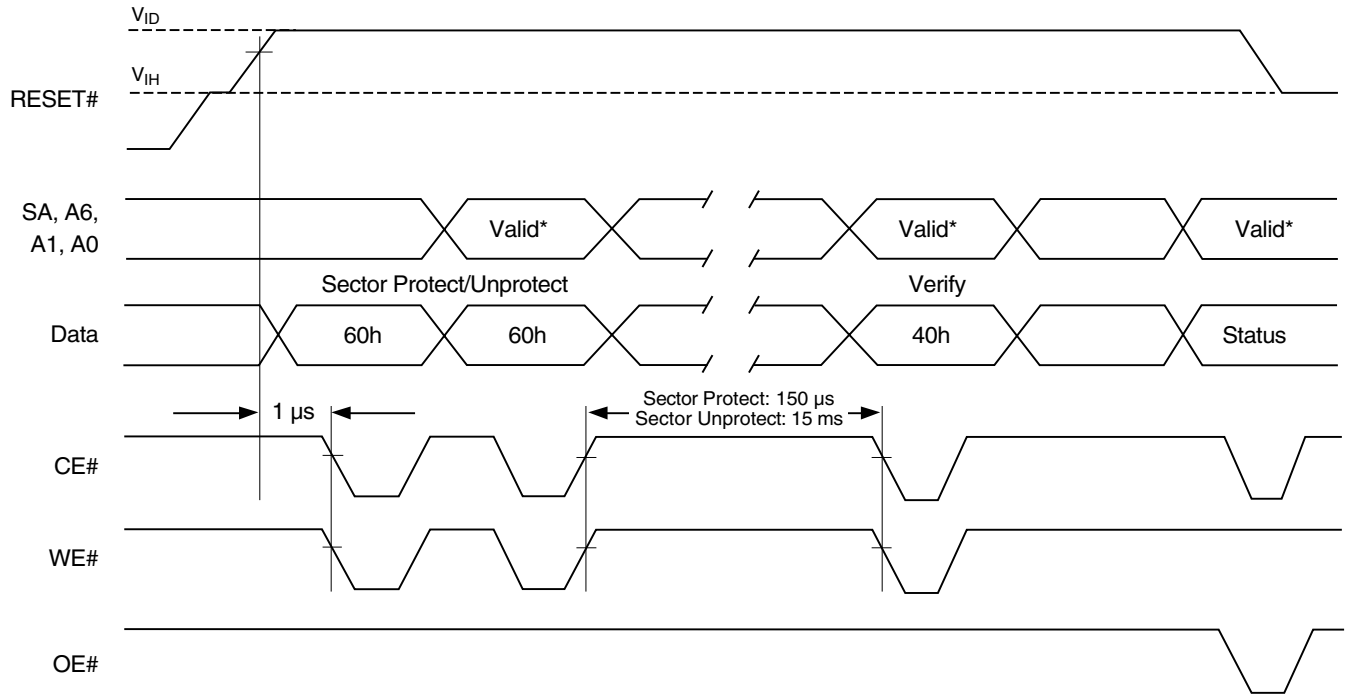 VID
VIH
RESET#
SA, A6,
A1, A0
Valid*
Valid*
Valid*
Sector Protect/Unprotect
Verify
Data
60h
60h
40h
Status
1 µs
Sector Protect: 150 µs
Sector Unprotect: 15 ms
CE#
WE#
OE#